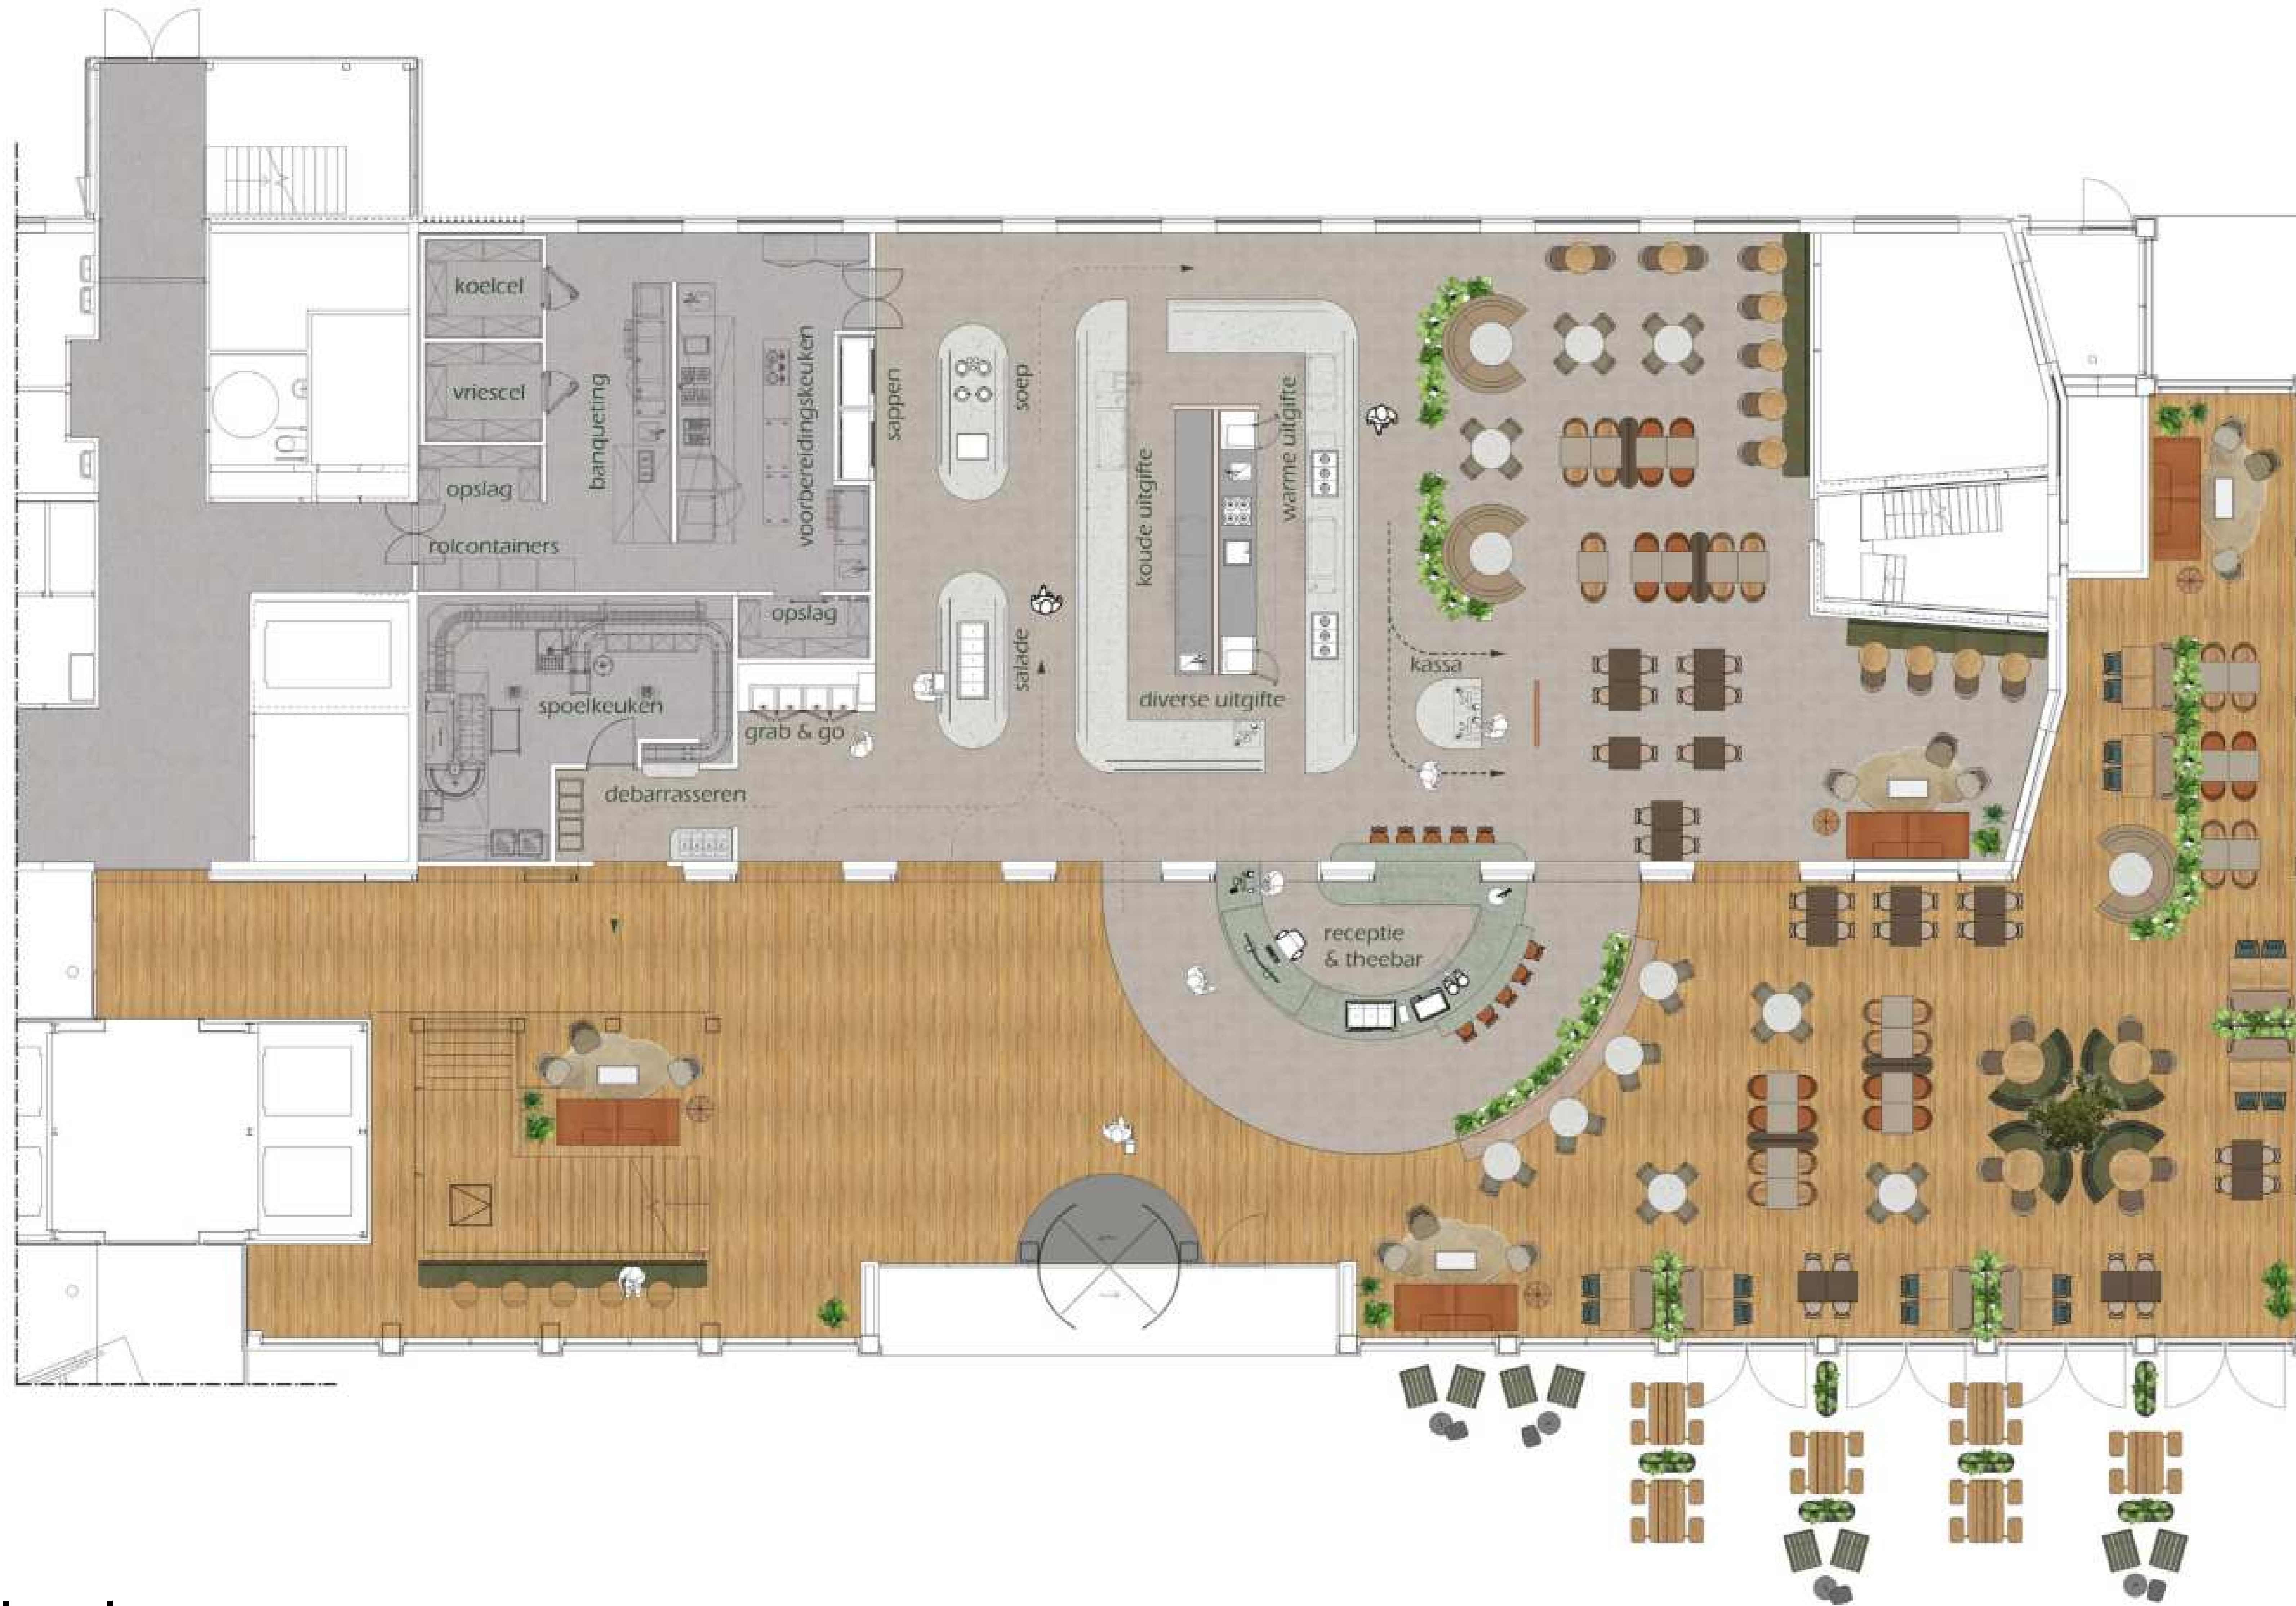 koelcel
vriescel
opslag
rolcontainers
banqueting
voorbereidingskeuken
sappen
soep
salade
koude uitgifte
warme uitgifte
diverse uitgifte
opslag
spoelkeuken
grab & go
debarrasseren
kassa
receptie
& theebar